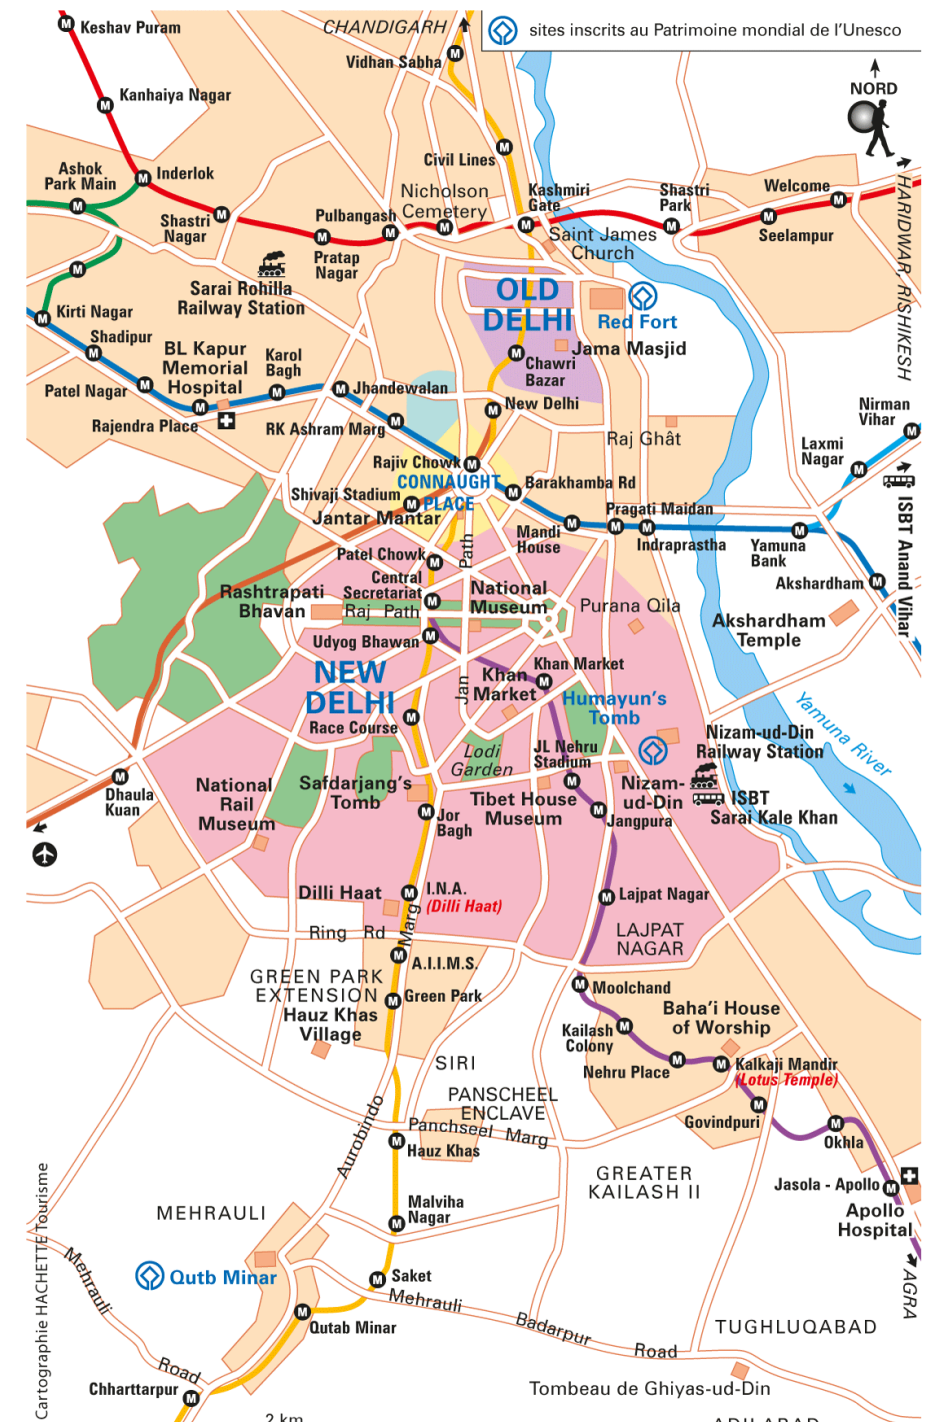 CHANDIGARH
sites inscrits au Patrimoine mondial de l'Unesco
Keshav Puram
Vidhan Sabha
NORD
Kanhaiya Nagar
Civil Lines
Ashok
Park Main
Inderlok
HARIDWAR, RISHIKESH
Nicholson
Cemetery
Kashmiri
Gate
Shastri
Park
Welcome
Shastri
Nagar
Pulbangash
Seelampur
Saint James
Church
Pratap
Nagar
Sarai Rohilla
Railway Station
OLD
DELHI
Red Fort
Kirti Nagar
Shadipur
BL Kapur
Memorial
Hospital
Karol
Bagh
Jama Masjid
Chawri
Bazar
Patel Nagar
Jhandewalan
New Delhi
Rajendra Place
RK Ashram Marg
Raj Ghât
Nirman
Vihar
Laxmi
Nagar
Rajiv Chowk
CONNAUGHT
PLACE
Barakhamba Rd
Shivaji Stadium
Jantar Mantar
Pragati Maidan
Mandi
House
Indraprastha
Yamuna
Bank
ISBT Anand Vihar
Path
Patel Chowk
Central
Secretariat
Akshardham
Rashtrapati
Bhavan
Raj Path
National
Museum
Purana Qila
Akshardham
Temple
Udyog Bhawan
NEW
DELHI
Khan Market
Khan
Market
Jan
Humayun's
Tomb
Yamuna River
Race Course
Nizam-ud-Din
Railway Station
Lodi
Garden
JL Nehru
Stadium
Dhaula
Kuan
National
Rail
Museum
Safdarjang's
Tomb
Tibet House
Museum
Nizam-
ud-Din
ISBT
Sarai Kale Khan
Jor
Bagh
Jangpura
Dilli Haat
I.N.A.
(Dilli Haat)
Lajpat Nagar
Ring Rd
Marg
LAJPAT
NAGAR
A.I.I.M.S.
GREEN PARK
EXTENSION
Green Park
Moolchand
Hauz Khas
Village
Baha'i House
of Worship
Kailash
Colony
SIRI
Nehru Place
Kalkaji Mandir
(Lotus Temple)
PANSCHEEL
ENCLAVE
Govindpuri
Aurobindo
Panchseel Marg
Okhla
Hauz Khas
GREATER
KAILASH II
Jasola - Apollo
Apollo
Hospital
MEHRAULI
Malviha
Nagar
AGRA
Qutb Minar
Saket
Mehrauli
Road
Mehrauli
Badarpur
Road
Qutab Minar
TUGHLUQABAD
Chharttarpur
Tombeau de Ghiyas-ud-Din
2 km
ADILABAD
Cartographie HACHETTE Tourisme